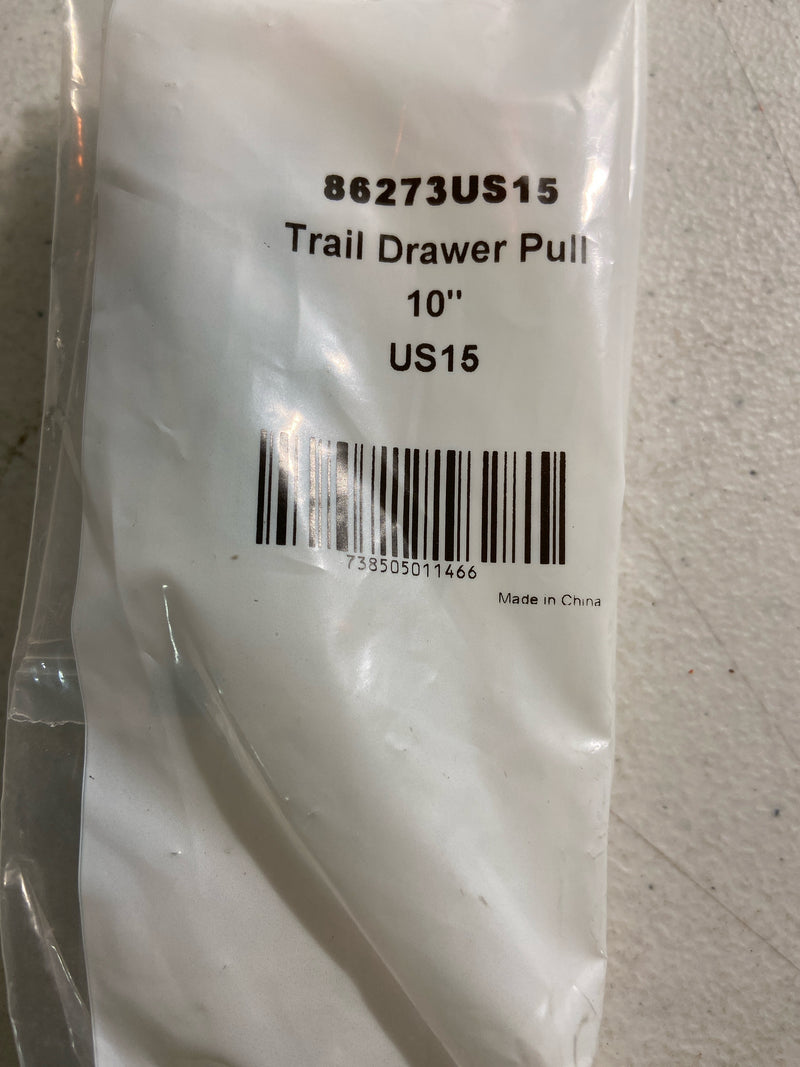 86273US15
Trail Drawer Pull
10"
US15
738505011466
Made in China